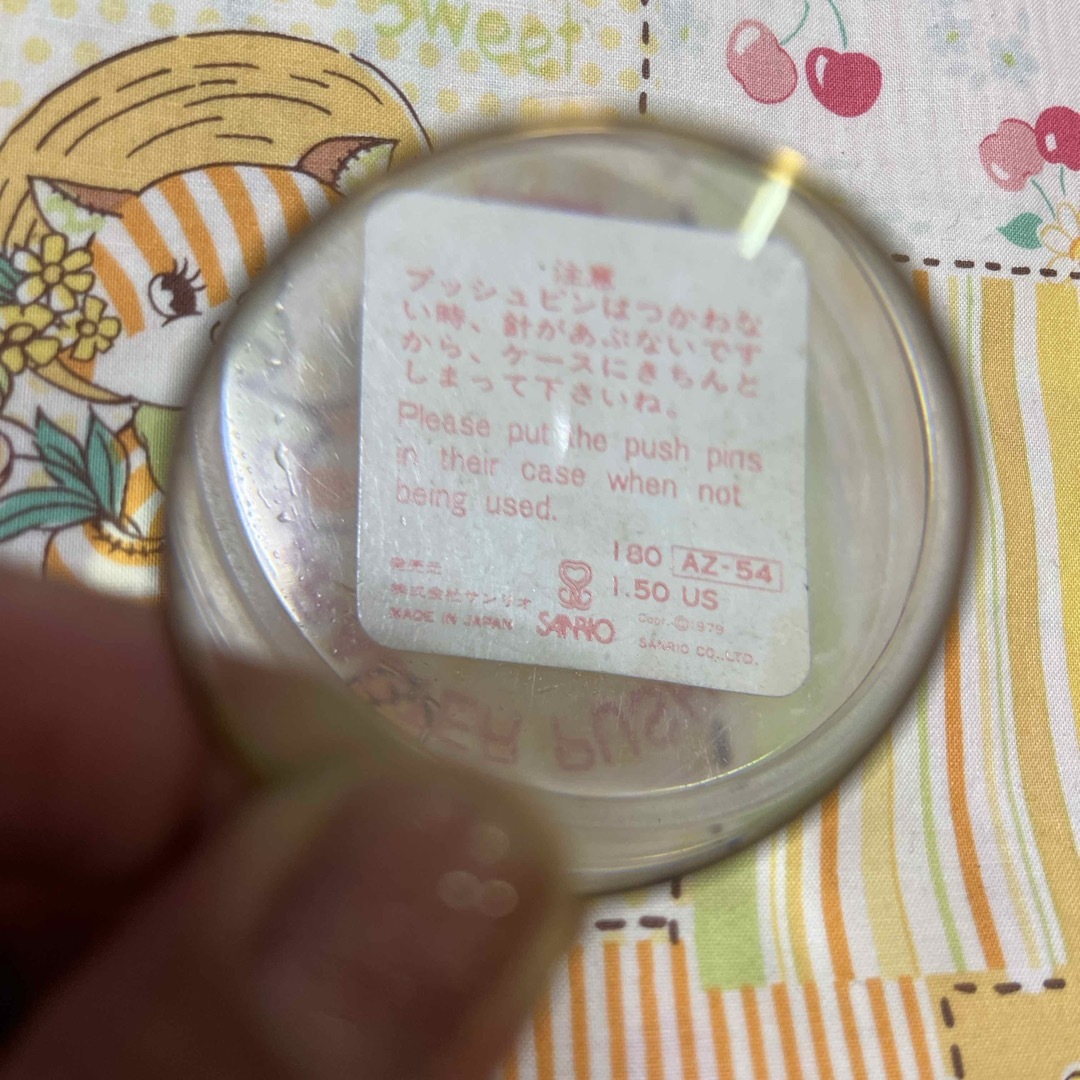 Sweet
注意
プッシュピンはつかわな
い時、針があぶないです
から、ケースにきちんと
しまって下さいね。
Please put the push pins
in their case when not
being used.
180 AZ-54
1.50 US
発売元
株式会社サンリオ
MADE IN JAPAN
SANRIO
Copr.©1979
SANRIO CO.,LTD.